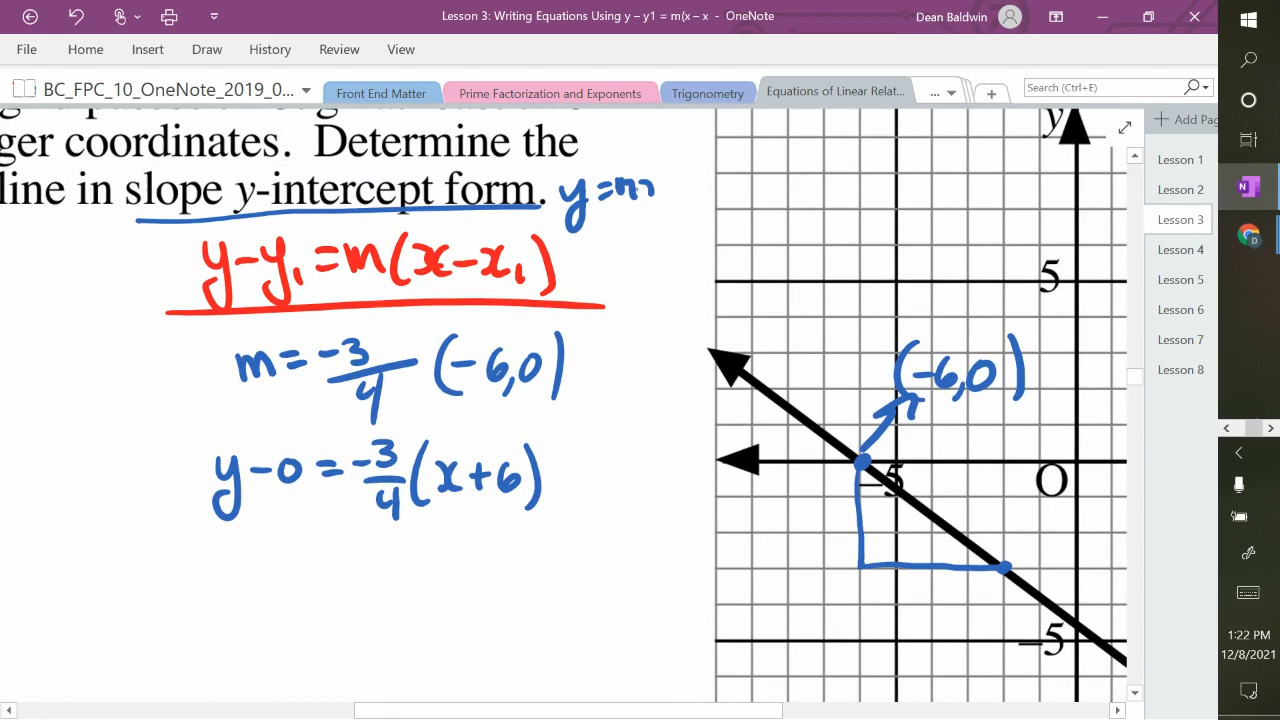 Lesson 3: Writing Equations Using y – y1 = m(x – x - OneNote
Dean Baldwin
File Home Insert Draw History Review View
BC_FPC_10_OneNote_2019_0...
Front End Matter
Prime Factorization and Exponents
Trigonometry
Equations of Linear Relat...
...
Search (Ctrl+E)
Add Pag
Lesson 1
Lesson 2
Lesson 3
Lesson 4
Lesson 5
Lesson 6
Lesson 7
Lesson 8
ger coordinates. Determine the
line in slope y-intercept form. y=m
y-y₁=m(x-x₁)
m=-3/4 (-6,0)
y-0=-3/4(x+6)
y
5
(-6,0)
-5
O
-5
1:22 PM
12/8/2021